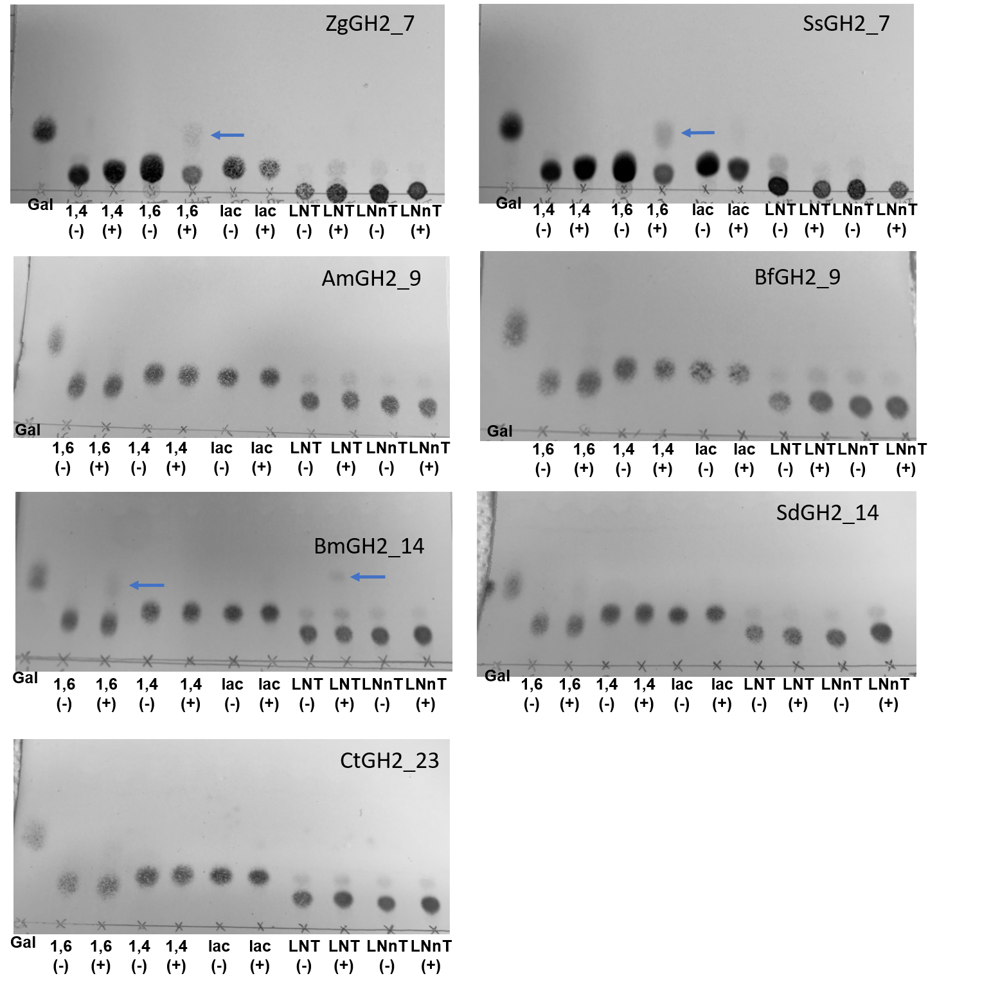 ZgGH2_7
Gal 1,4 1,4 1,6 1,6 lac lac LNT LNT LNnT LNnT
(-) (+) (-) (+) (-) (+) (-) (+) (-) (+)
SsGH2_7
Gal 1,4 1,4 1,6 1,6 lac lac LNT LNT LNnT LNnT
(-) (+) (-) (+) (-) (+) (-) (+) (-) (+)
AmGH2_9
Gal
1,6 1,6 1,4 1,4 lac lac LNT LNT LNnT LNnT
(-) (+) (-) (+) (-) (+) (-) (+) (-) (+)
BfGH2_9
Gal
1,6 1,6 1,4 1,4 lac lac LNT LNT LNnT LNnT
(-) (+) (-) (+) (-) (+) (-) (+) (-) (+)
BmGH2_14
Gal 1,6 1,6 1,4 1,4 lac lac LNT LNT LNnT LNnT
(-) (+) (-) (+) (-) (+) (-) (+) (-) (+)
SdGH2_14
Gal 1,6 1,6 1,4 1,4 lac lac LNT LNT LNnT LNnT
(-) (+) (-) (+) (-) (+) (-) (+) (-) (+)
CtGH2_23
Gal 1,6 1,6 1,4 1,4 lac lac LNT LNT LNnT LNnT
(-) (+) (-) (+) (-) (+) (-) (+) (-) (+)